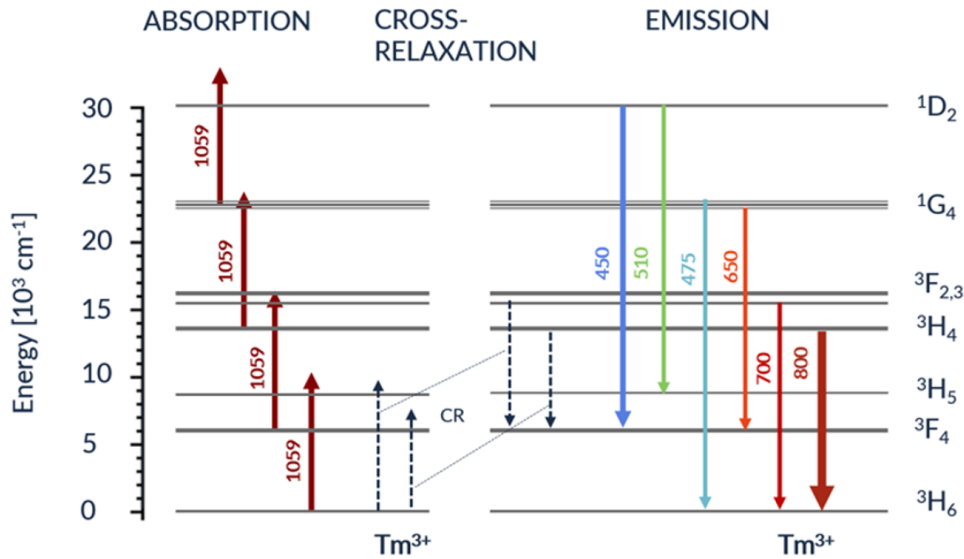 ABSORPTION
CROSS-
RELAXATION
EMISSION
Energy [10³ cm⁻¹]
30
25
20
15
10
5
0
1059
1059
1059
1059
CR
450
510
475
650
700
800
¹D₂
¹G₄
³F₂,₃
³H₄
³H₅
³F₄
³H₆
Tm³⁺
Tm³⁺